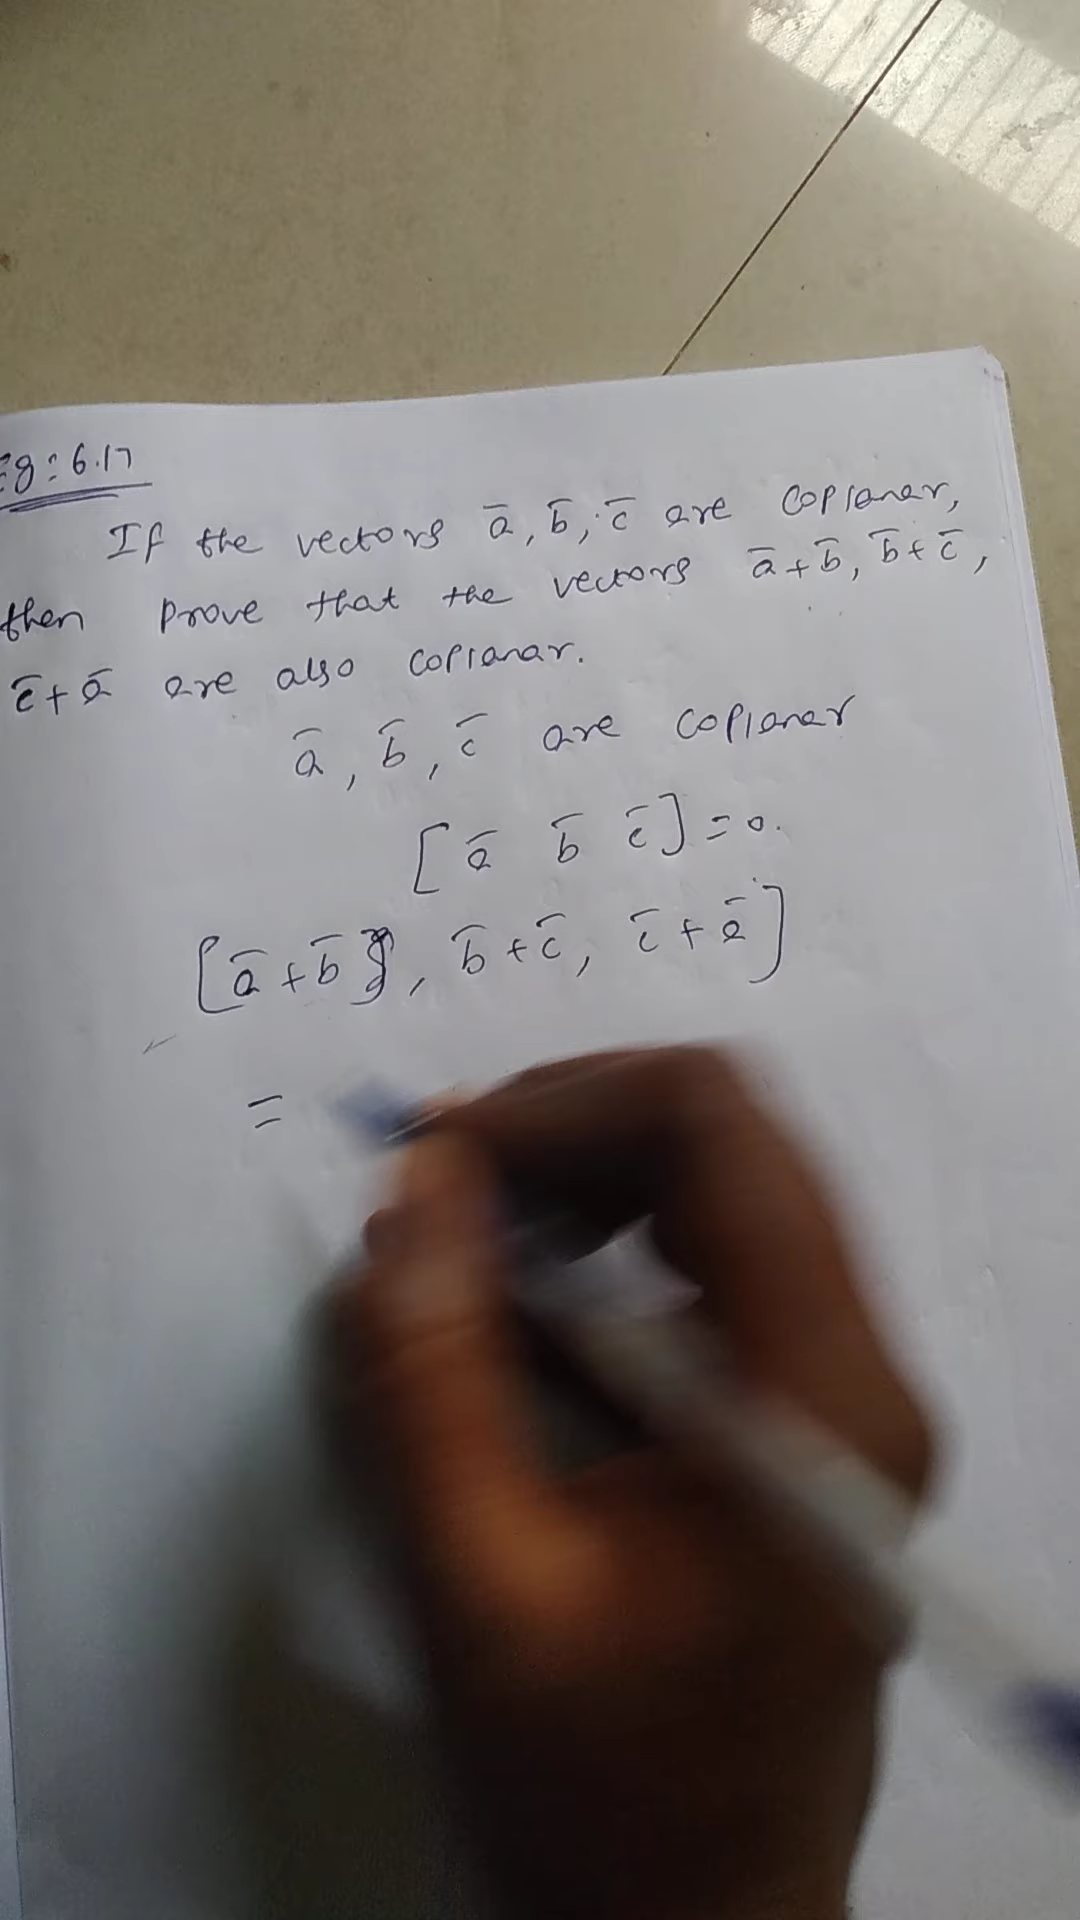 Eg: 6.17
If the vectors a̅, b̅, c̅ are coplanar,
then prove that the vectors a̅+b̅, b̅+c̅,
c̅+a̅ are also coplanar.
a̅, b̅, c̅ are coplanar
[a̅ b̅ c̅]=0.
[a̅+b̅, b̅+c̅, c̅+a̅]
=